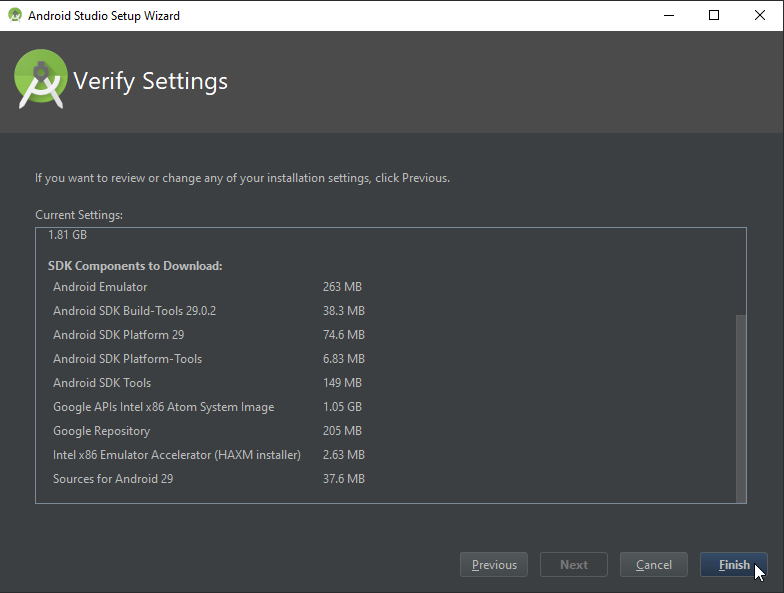 Android Studio Setup Wizard
Verify Settings
If you want to review or change any of your installation settings, click Previous.
Current Settings:
1.81 GB
SDK Components to Download:
Android Emulator 263 MB
Android SDK Build-Tools 29.0.2 38.3 MB
Android SDK Platform 29 74.6 MB
Android SDK Platform-Tools 6.83 MB
Android SDK Tools 149 MB
Google APIs Intel x86 Atom System Image 1.05 GB
Google Repository 205 MB
Intel x86 Emulator Accelerator (HAXM installer) 2.63 MB
Sources for Android 29 37.6 MB
Previous Next Cancel Finish